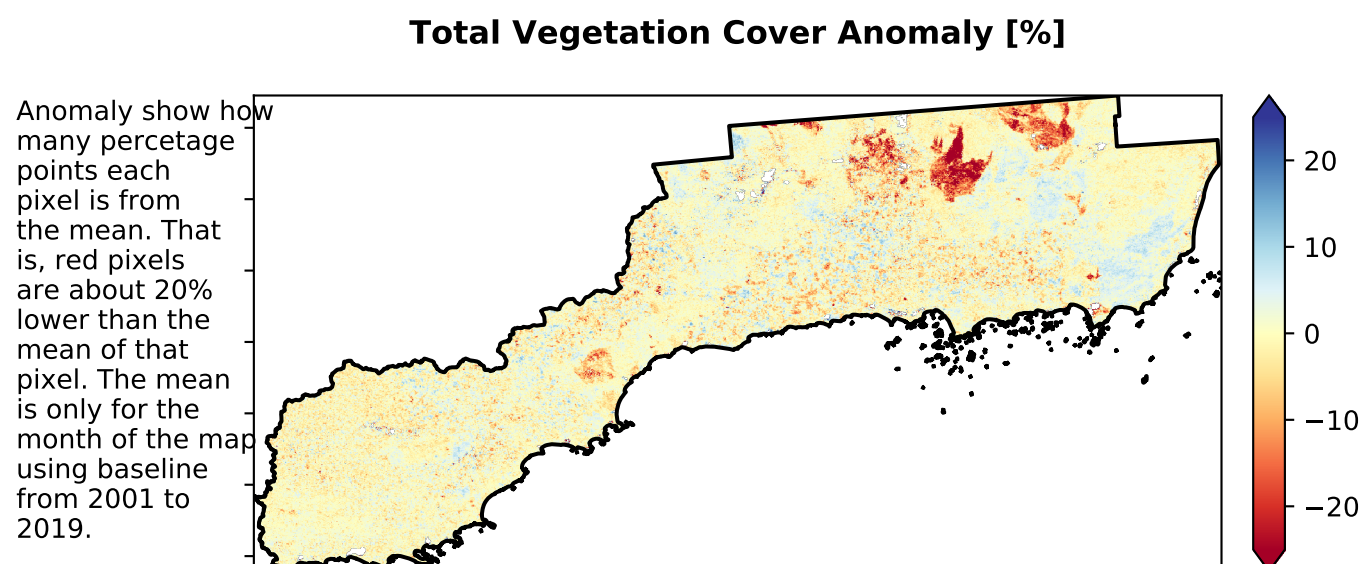 Total Vegetation Cover Anomaly [%]
Anomaly show how
many percetage
points each
pixel is from
the mean. That
is, red pixels
are about 20%
lower than the
mean of that
pixel. The mean
is only for the
month of the map
using baseline
from 2001 to
2019.
20
10
0
−10
−20